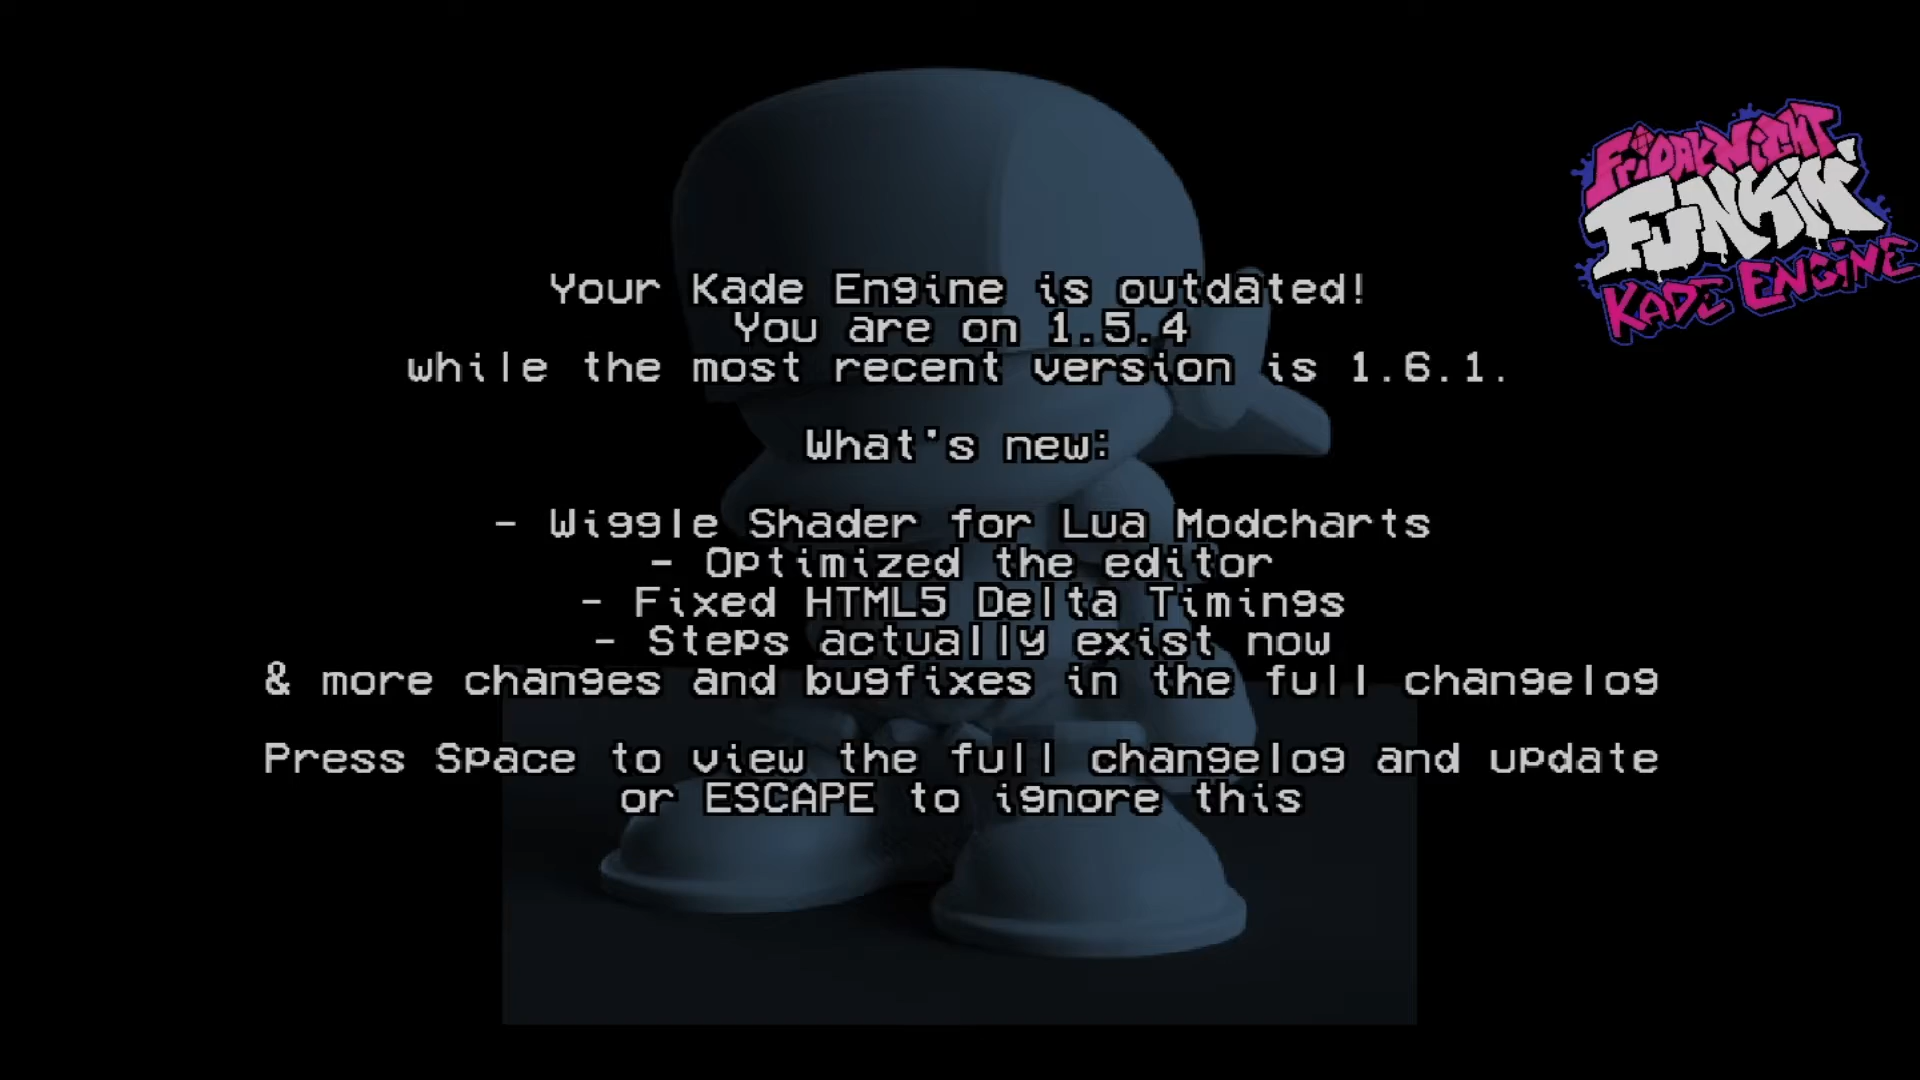 Your Kade Engine is outdated!
You are on 1.5.4
while the most recent version is 1.6.1.
What's new:
- Wiggle Shader for Lua Modcharts
- Optimized the editor
- Fixed HTML5 Delta Timings
- Steps actually exist now
& more changes and bugfixes in the full changelog
Press Space to view the full changelog and update
or ESCAPE to ignore this
FRiDAY NiGHT
FUNKiN'
KADE ENGiNE